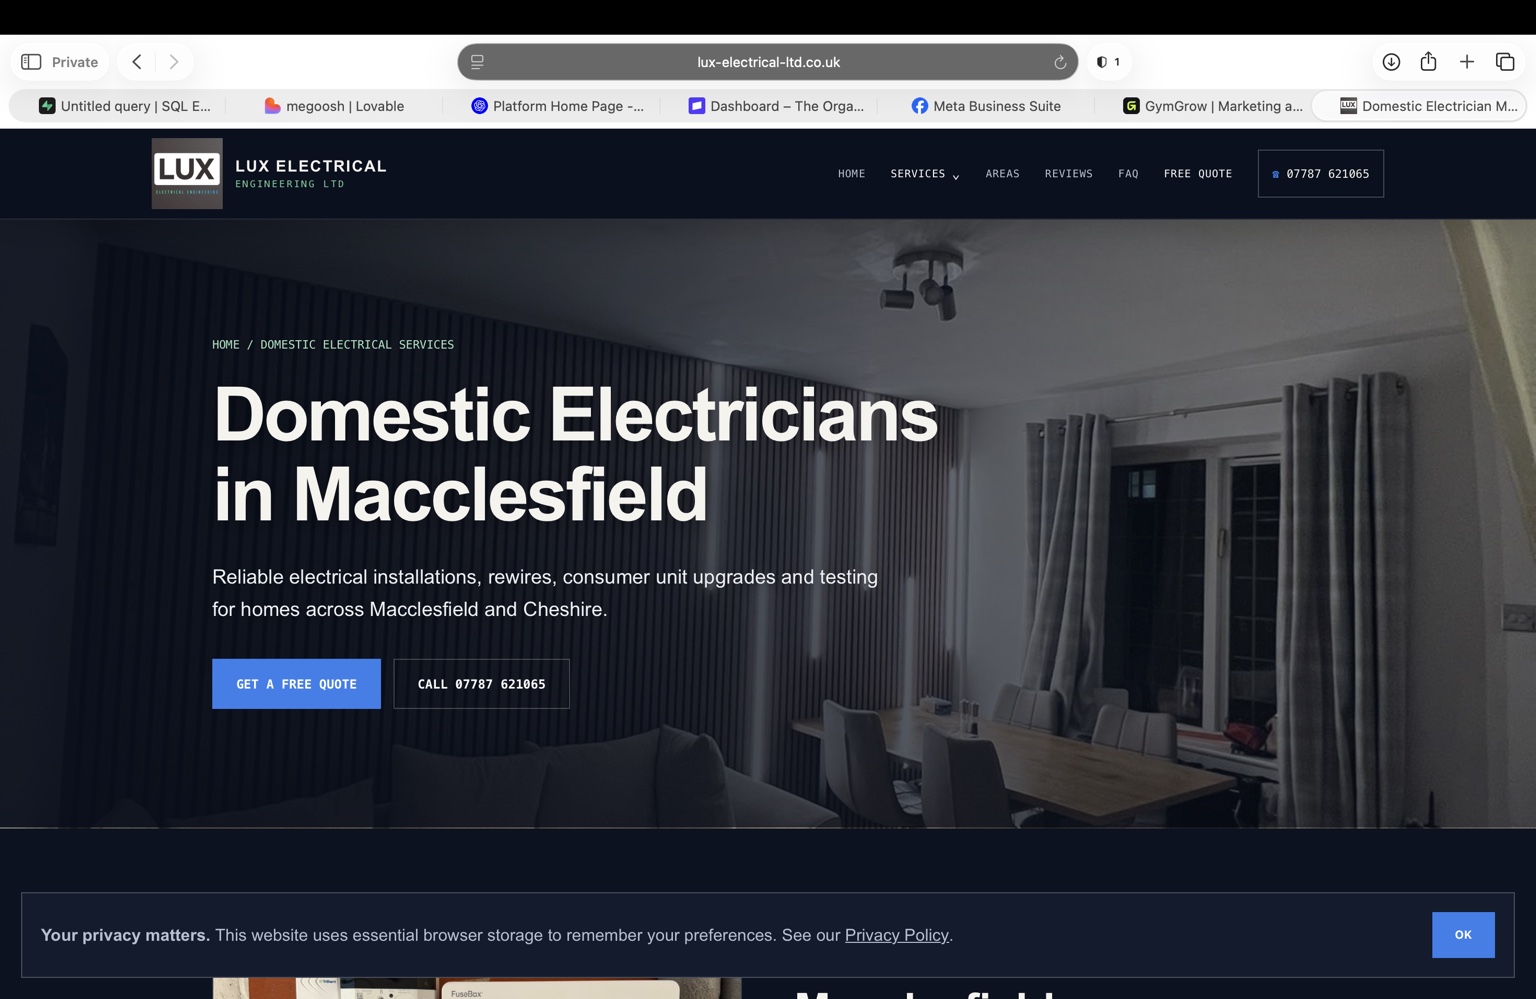 Private
lux-electrical-ltd.co.uk
1
Untitled query | SQL E...
megoosh | Lovable
Platform Home Page -...
Dashboard – The Orga...
Meta Business Suite
GymGrow | Marketing a...
LUX
Domestic Electrician M...
LUX
ELECTRICAL ENGINEERING
LUX ELECTRICAL
ENGINEERING LTD
HOME
SERVICES
AREAS
REVIEWS
FAQ
FREE QUOTE
07787 621065
HOME / DOMESTIC ELECTRICAL SERVICES
Domestic Electricians
in Macclesfield
Reliable electrical installations, rewires, consumer unit upgrades and testing
for homes across Macclesfield and Cheshire.
GET A FREE QUOTE
CALL 07787 621065
Your privacy matters. This website uses essential browser storage to remember your preferences. See our Privacy Policy.
OK
FuseBox